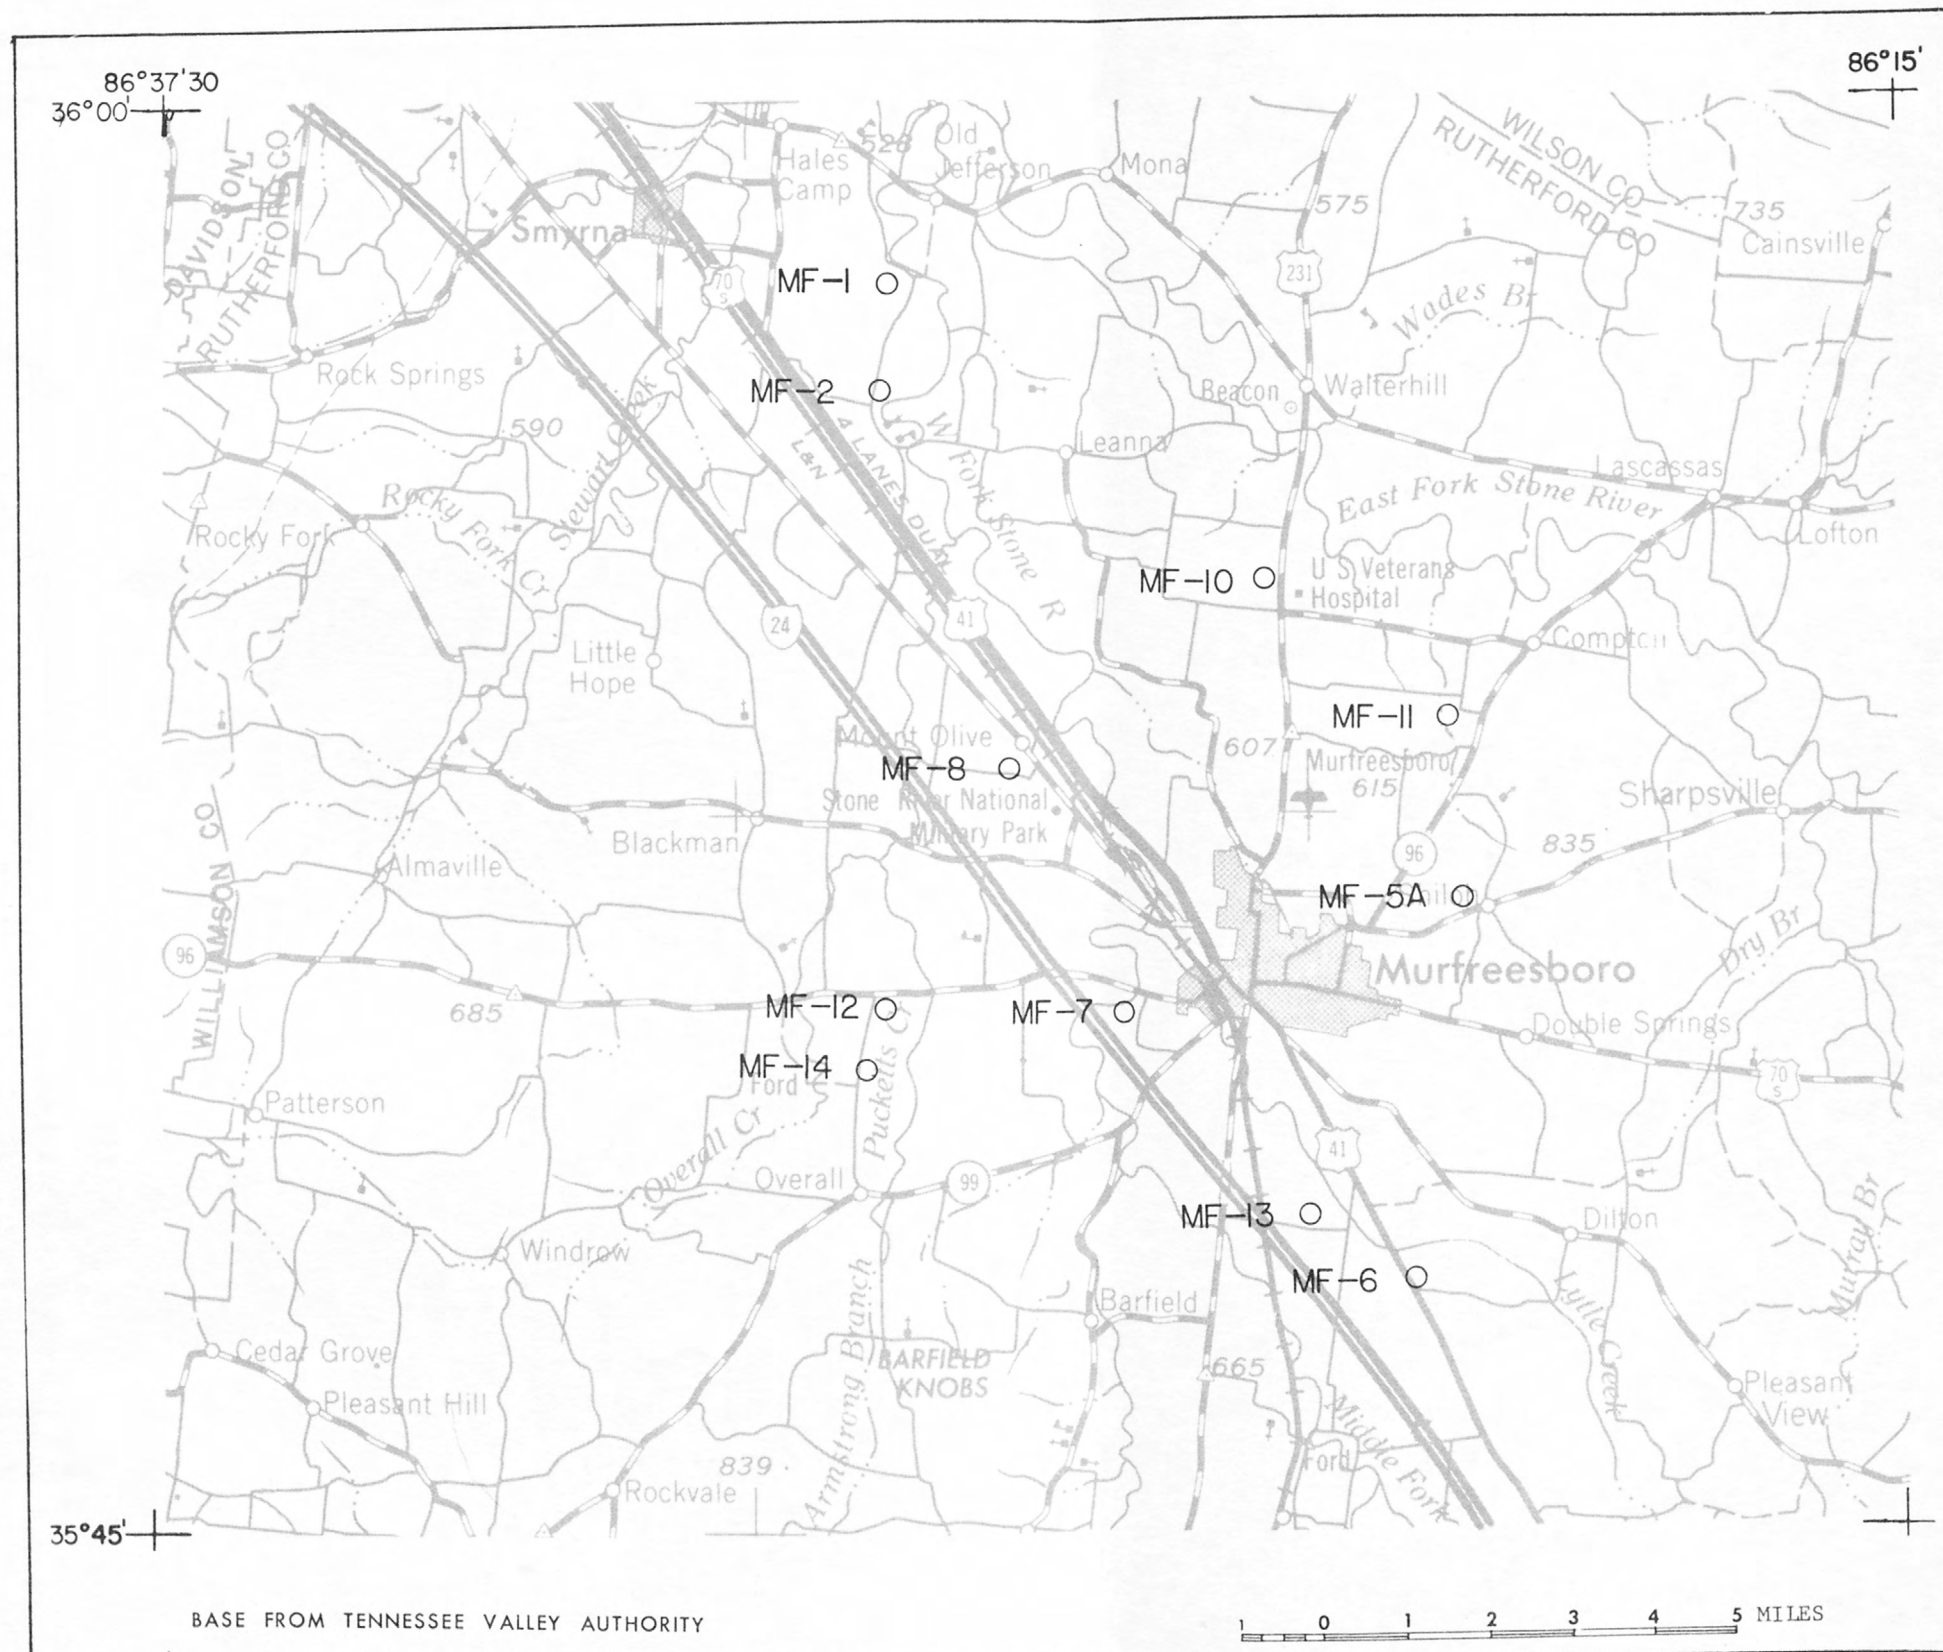 86°37'30
86°15'
36°00'
DAVIDSON
RUTHERFORD CO
WILSON CO
RUTHERFORD CO
528
Old
Jefferson
Hales
Camp
Mona
575
735
Cainsville
Smyrna
70
S
MF-1
231
Wades Br
Rock Springs
MF-2
Beacon
Walterhill
590
Stewart Creek
4 LANES DUAL
L&N
W Fork Stone R
Leanna
Lascassas
East Fork Stone River
Lofton
Rocky Fork
Rocky Fork Cr
MF-10
U S Veterans
Hospital
24
41
Compton
Little
Hope
MF-11
Mount Olive
607
MF-8
Murfreesboro
615
Stone River National
Military Park
Sharpsville
WILLIAMSON CO
Blackman
96
835
Almaville
MF-5A
96
Murfreesboro
Dry Br
685
MF-12
MF-7
Double Springs
MF-14
Ford
Pucketts Cr
70
S
Patterson
Overall Cr
41
Overall
99
MF-13
Dilton
Windrow
MF-6
Murray Br
Barfield
Lytle Creek
Cedar Grove
Armstrong Branch
BARFIELD
KNOBS
665
Pleasant
View
Pleasant Hill
Middle Fork
Ford
839
Rockvale
35°45'
BASE FROM TENNESSEE VALLEY AUTHORITY
1 0 1 2 3 4 5 MILES